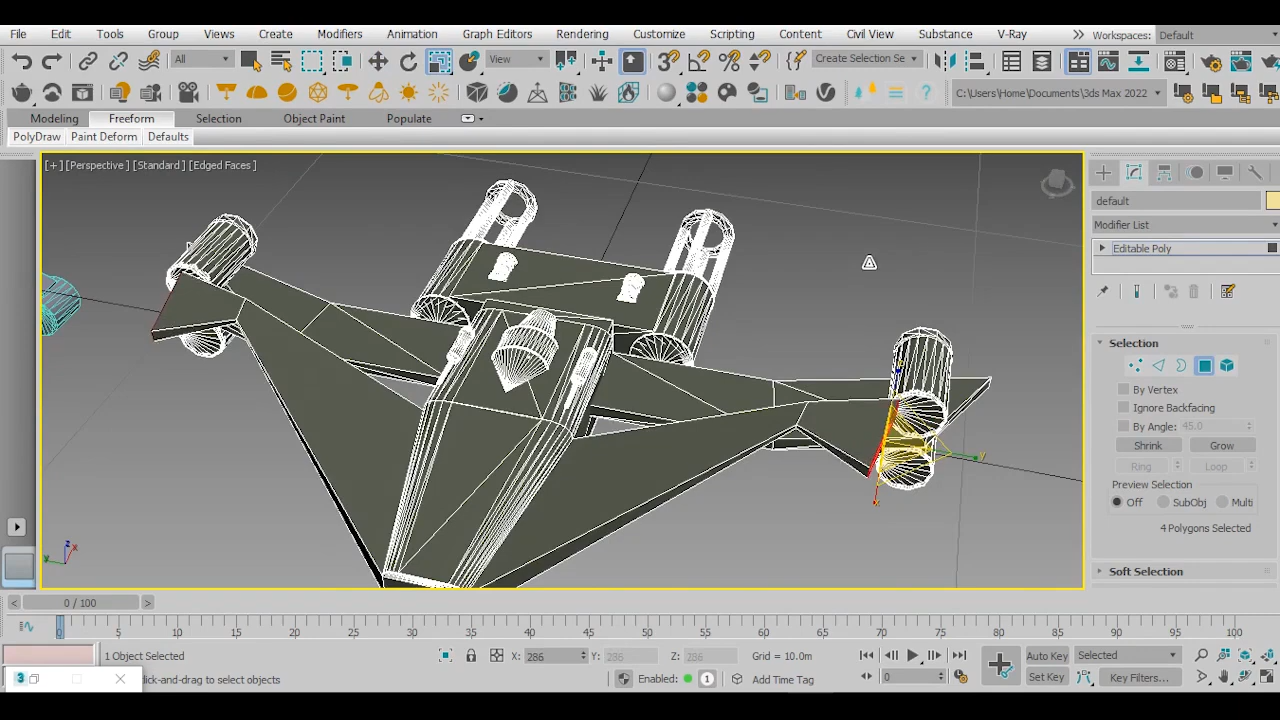 File Edit Tools Group Views Create Modifiers Animation Graph Editors Rendering Customize Scripting Content Civil View Substance V-Ray Workspaces: Default
All View Create Selection Se
C:\Users\Home\Documents\3ds Max 2022
Modeling Freeform Selection Object Paint Populate
PolyDraw Paint Deform Defaults
[+] [Perspective] [Standard] [Edged Faces]
default
Modifier List
Editable Poly
Selection
By Vertex
Ignore Backfacing
By Angle: 45.0
Shrink Grow
Ring Loop
Preview Selection
Off SubObj Multi
4 Polygons Selected
Soft Selection
0 / 100
0 5 10 15 20 25 30 35 40 45 50 55 60 65 70 75 80 85 90 95 100
1 Object Selected X: 286 Y: 286 Z: 286 Grid = 10.0m Auto Key Selected
click-and-drag to select objects Enabled: 1 Add Time Tag Set Key 0 Key Filters...
x y z